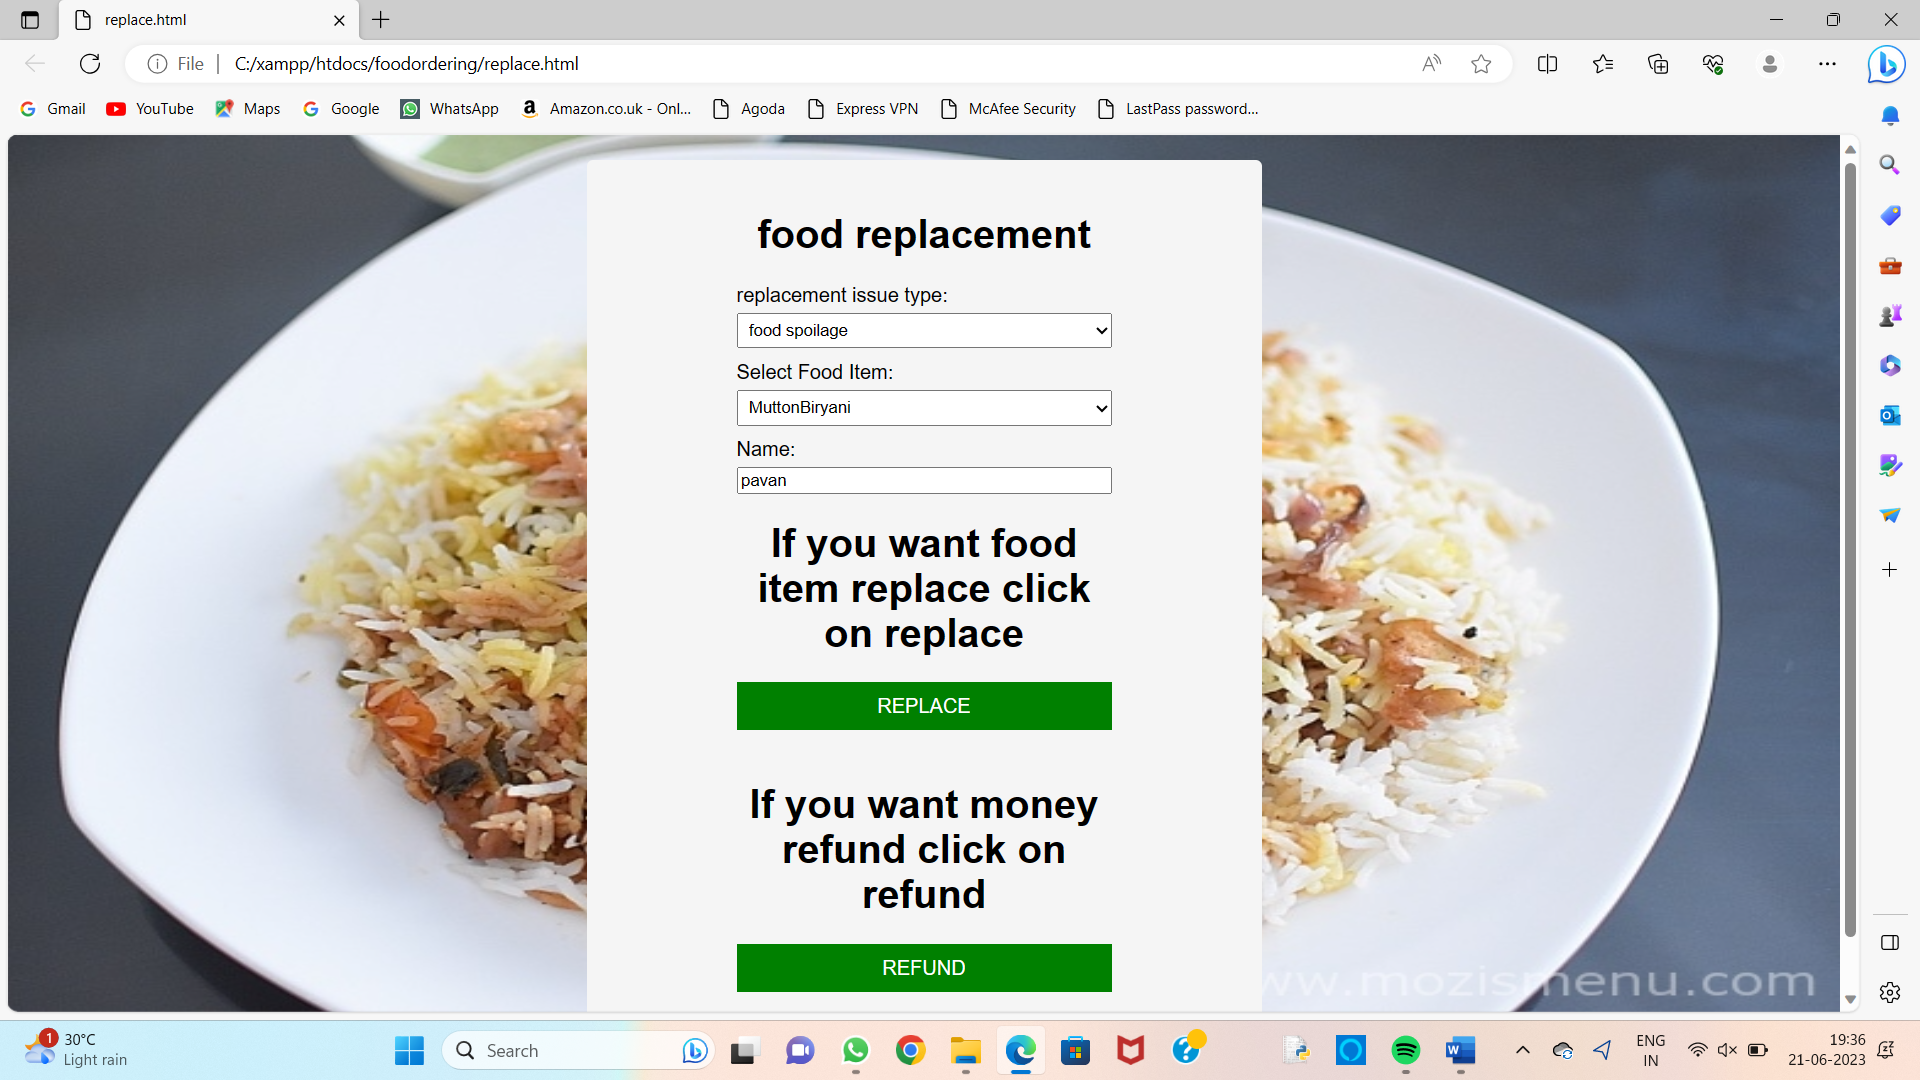 replace.html
File
C:/xampp/htdocs/foodordering/replace.html
Gmail
YouTube
Maps
Google
WhatsApp
Amazon.co.uk - Onl...
Agoda
Express VPN
McAfee Security
LastPass password...
food replacement
replacement issue type:
food spoilage
Select Food Item:
MuttonBiryani
Name:
pavan
If you want food
item replace click
on replace
REPLACE
If you want money
refund click on
refund
REFUND
www.mozismenu.com
1
30°C
Light rain
Search
ENG
IN
19:36
21-06-2023